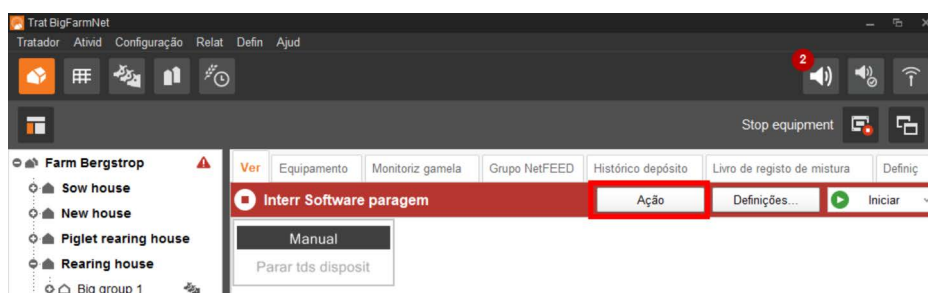 Trat BigFarmNet
Tratador Ativid Configuração Relat Defin Ajud
2
Stop equipment
Farm Bergstrop
Sow house
New house
Piglet rearing house
Rearing house
Big group 1
Ver Equipamento Monitoriz gamela Grupo NetFEED Histórico depósito Livro de registo de mistura Definiç
Interr Software paragem Ação Definições... Iniciar
Manual
Parar tds disposit